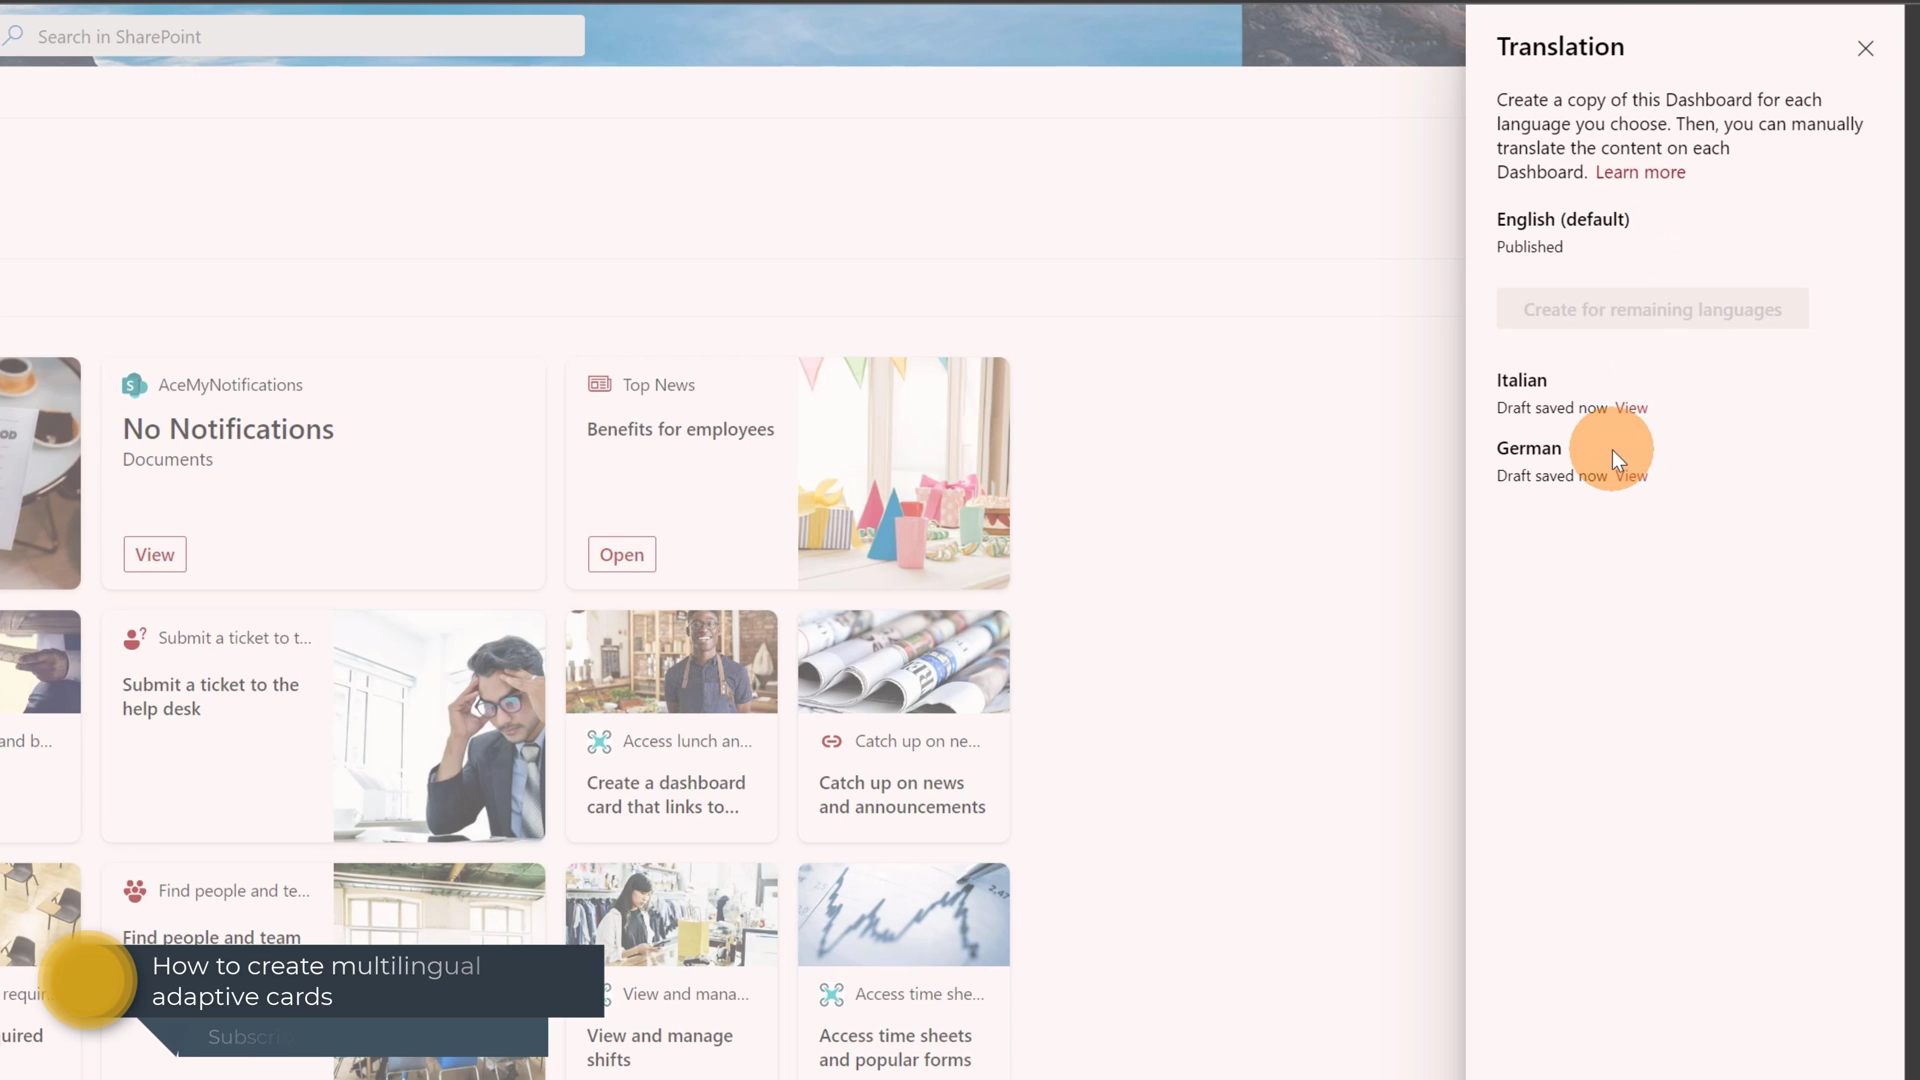 Search in SharePoint
Translation
Create a copy of this Dashboard for each
language you choose. Then, you can manually
translate the content on each
Dashboard. Learn more
English (default)
Published
Create for remaining languages
Italian
Draft saved now View
German
Draft saved now View
AceMyNotifications
No Notifications
Documents
View
Top News
Benefits for employees
Open
and b...
Submit a ticket to t...
Submit a ticket to the
help desk
Access lunch an...
Create a dashboard
card that links to...
Catch up on ne...
Catch up on news
and announcements
Find people and te...
Find people and team
View and mana...
View and manage
shifts
Access time she...
Access time sheets
and popular forms
How to create multilingual
adaptive cards